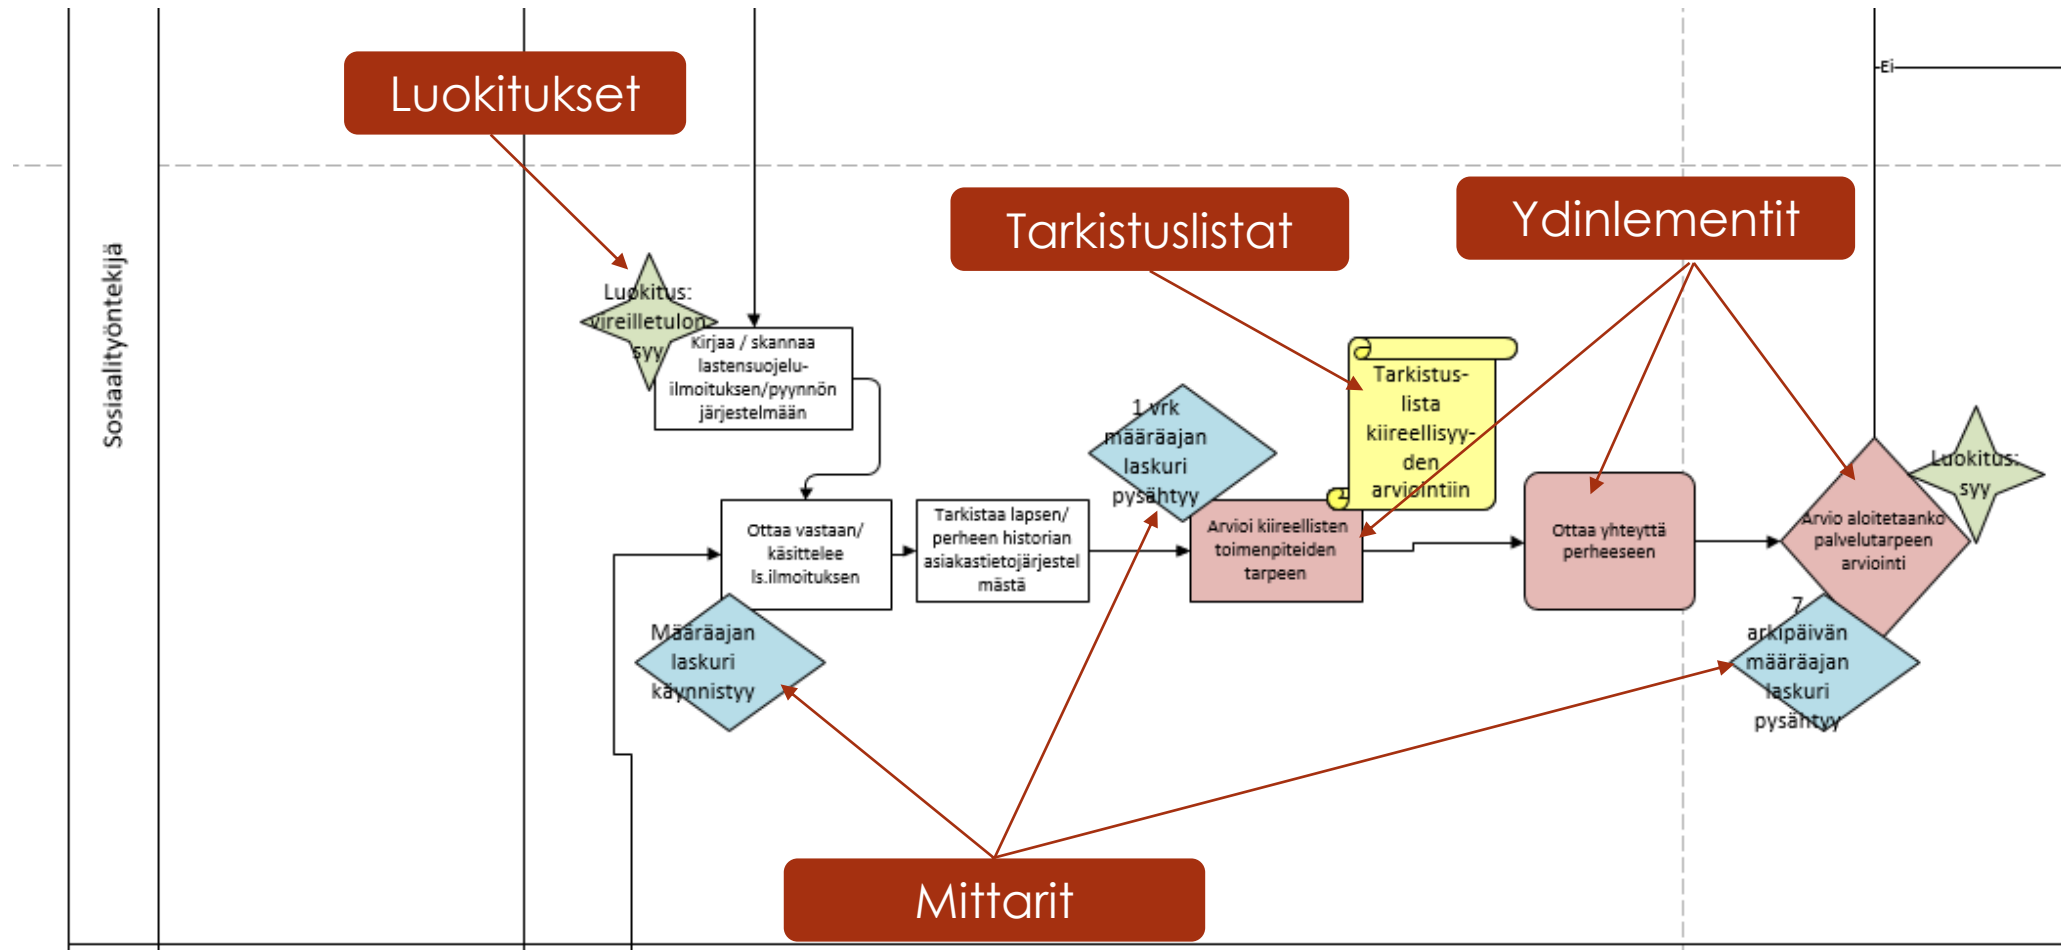 Ei
Luokitukset
Tarkistuslistat
Ydinlementit
Sosiaalityöntekijä
Luokitus:
vireilletulon
syy
Kirjaa / skannaa
lastensuojelu-
ilmoituksen/pyynnön
järjestelmään
1 vrk
määräajan
laskuri
pysähtyy
Tarkistus-
lista
kiireellisyy-
den
arviointiin
Luokitus:
syy
Ottaa vastaan/
käsittelee
ls.ilmoituksen
Tarkistaa lapsen/
perheen historian
asiakastietojärjestel
mästä
Arvioi kiireellisten
toimenpiteiden
tarpeen
Ottaa yhteyttä
perheeseen
Arvio aloitetaanko
palvelutarpeen
arviointi
Määräajan
laskuri
käynnistyy
7
arkipäivän
määräajan
laskuri
pysähtyy
Mittarit